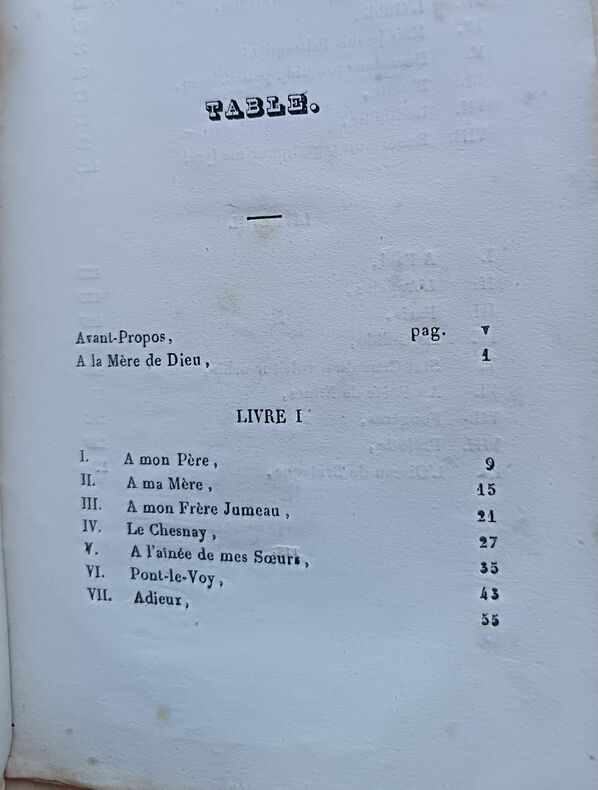 TABLE.
Avant-Propos, pag. v
A la Mère de Dieu, 1
LIVRE I
I. A mon Père, 9
II. A ma Mère, 15
III. A mon Frère Jumeau, 21
IV. Le Chesnay, 27
V. A l'aînée de mes Sœurs, 35
VI. Pont-le-Voy, 43
VII. Adieux, 55